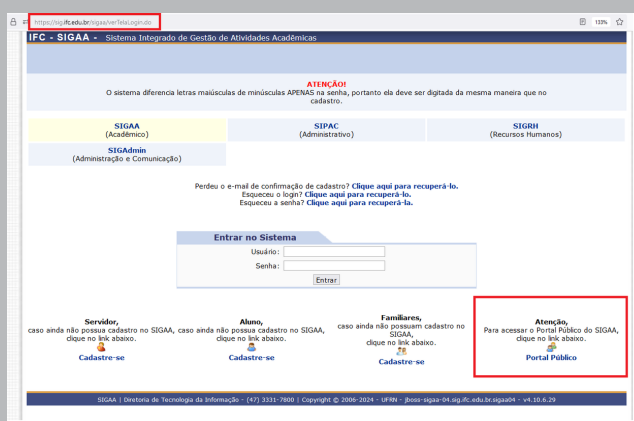 https://sig.ifc.edu.br/sigaa/verTelaLogin.do
133%
IFC - SIGAA - Sistema Integrado de Gestão de Atividades Acadêmicas
ATENÇÃO!
O sistema diferencia letras maiúsculas de minúsculas APENAS na senha, portanto ela deve ser digitada da mesma maneira que no
cadastro.
SIGAA
(Acadêmico)
SIPAC
(Administrativo)
SIGRH
(Recursos Humanos)
SIGAdmin
(Administração e Comunicação)
Perdeu o e-mail de confirmação de cadastro? Clique aqui para recuperá-lo.
Esqueceu o login? Clique aqui para recuperá-lo.
Esqueceu a senha? Clique aqui para recuperá-la.
Entrar no Sistema
Usuário:
Senha:
Entrar
Servidor,
caso ainda não possua cadastro no SIGAA,
clique no link abaixo.
Cadastre-se
Aluno,
caso ainda não possua cadastro no SIGAA,
clique no link abaixo.
Cadastre-se
Familiares,
caso ainda não possuam cadastro no
SIGAA,
clique no link abaixo.
Cadastre-se
Atenção,
Para acessar o Portal Público do SIGAA,
clique no link abaixo.
Portal Público
SIGAA | Diretoria de Tecnologia da Informação - (47) 3331-7800 | Copyright © 2006-2024 - UFRN - jboss-sigaa-04.sig.ifc.edu.br.sigaa04 - v4.10.6.29